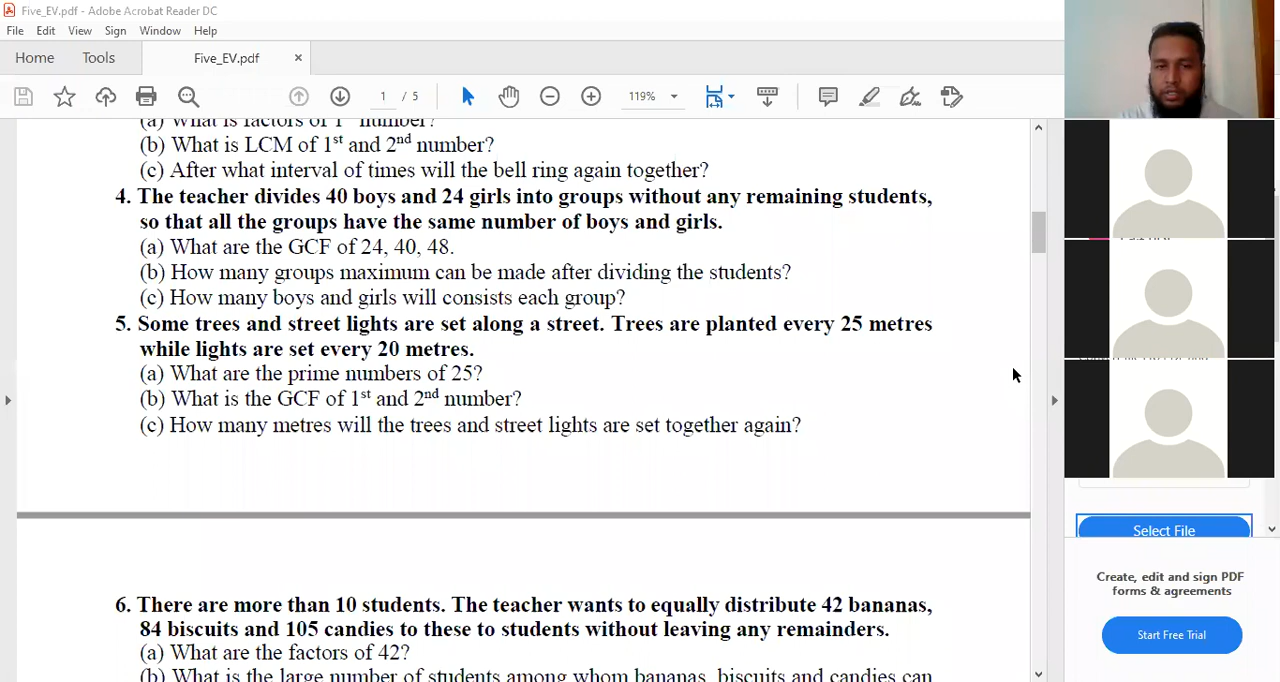 Five_EV.pdf - Adobe Acrobat Reader DC
File Edit View Sign Window Help
Home Tools Five_EV.pdf ×
1 / 5 119%
(a) What is factors of 1st number?
(b) What is LCM of 1st and 2nd number?
(c) After what interval of times will the bell ring again together?
4. The teacher divides 40 boys and 24 girls into groups without any remaining students,
so that all the groups have the same number of boys and girls.
(a) What are the GCF of 24, 40, 48.
(b) How many groups maximum can be made after dividing the students?
(c) How many boys and girls will consists each group?
5. Some trees and street lights are set along a street. Trees are planted every 25 metres
while lights are set every 20 metres.
(a) What are the prime numbers of 25?
(b) What is the GCF of 1st and 2nd number?
(c) How many metres will the trees and street lights are set together again?
6. There are more than 10 students. The teacher wants to equally distribute 42 bananas,
84 biscuits and 105 candies to these to students without leaving any remainders.
(a) What are the factors of 42?
(b) What is the large number of students among whom bananas, biscuits and candies can
Select File
Create, edit and sign PDF
forms & agreements
Start Free Trial